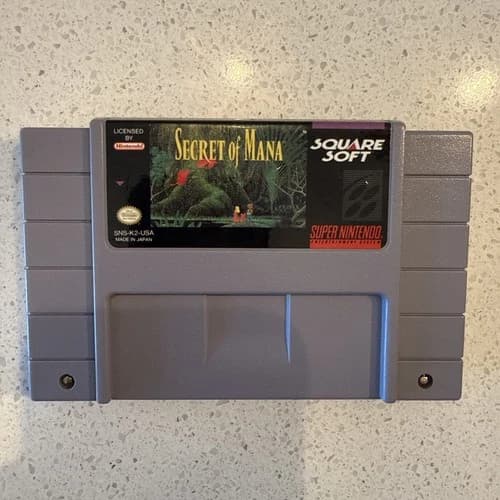 LICENSED BY
Nintendo
SECRET OF MANA
SQUARE
SOFT
SNS-K2-USA
MADE IN JAPAN
SUPER NINTENDO
ENTERTAINMENT SYSTEM